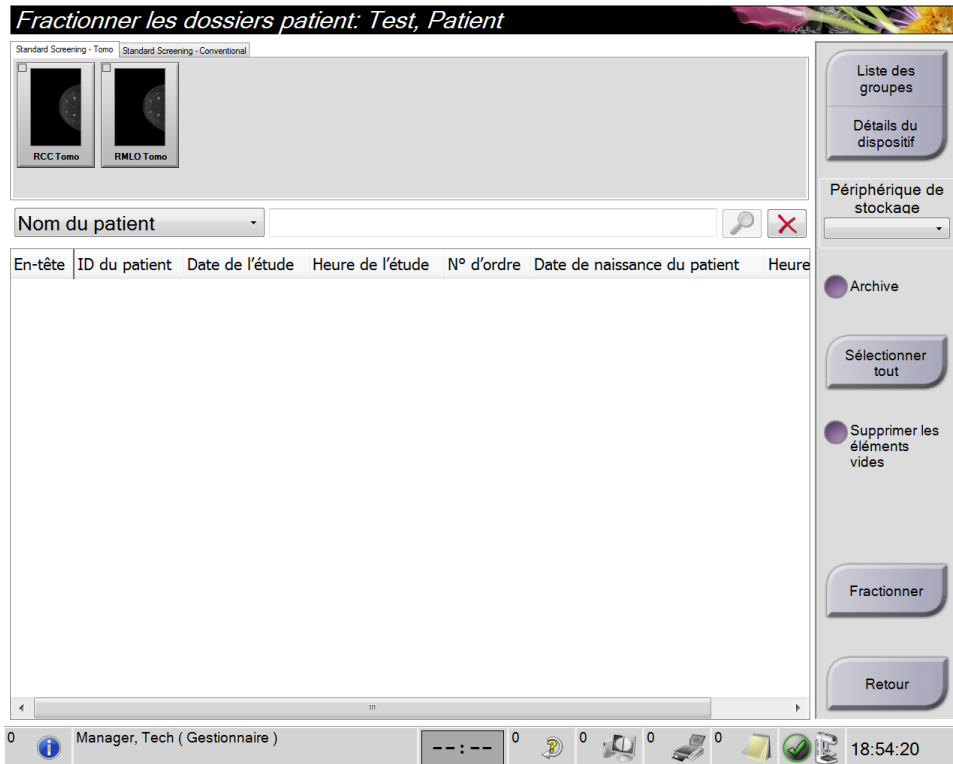 Fractionner les dossiers patient: Test, Patient
Standard Screening - Tomo
Standard Screening - Conventional
RCC Tomo
RMLO Tomo
Nom du patient
En-tête
ID du patient
Date de l'étude
Heure de l'étude
N° d'ordre
Date de naissance du patient
Heure
Liste des
groupes
Détails du
dispositif
Périphérique de
stockage
Archive
Sélectionner
tout
Supprimer les
éléments
vides
Fractionner
Retour
0
Manager, Tech ( Gestionnaire )
--:--
0
0
0
0
18:54:20